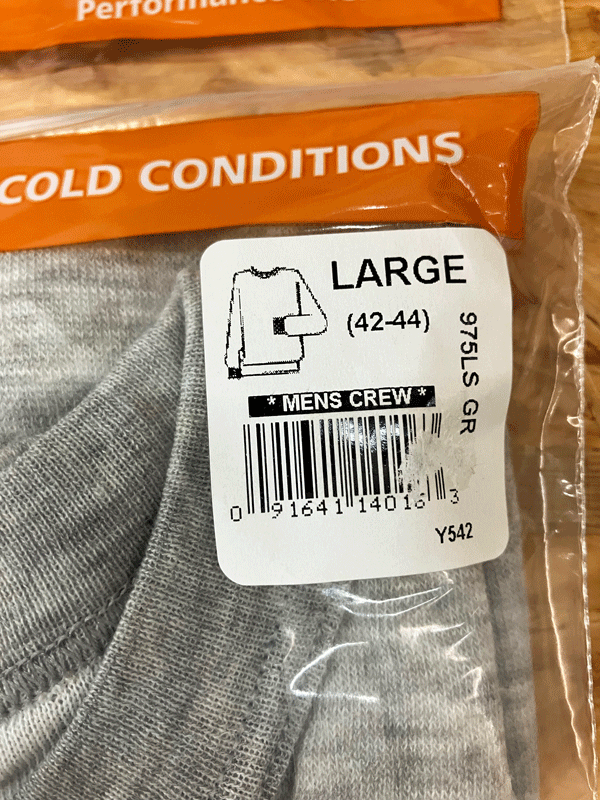 Performance
COLD CONDITIONS
LARGE
(42-44)
975LS GR
* MENS CREW *
0 91641 14016 3
Y542